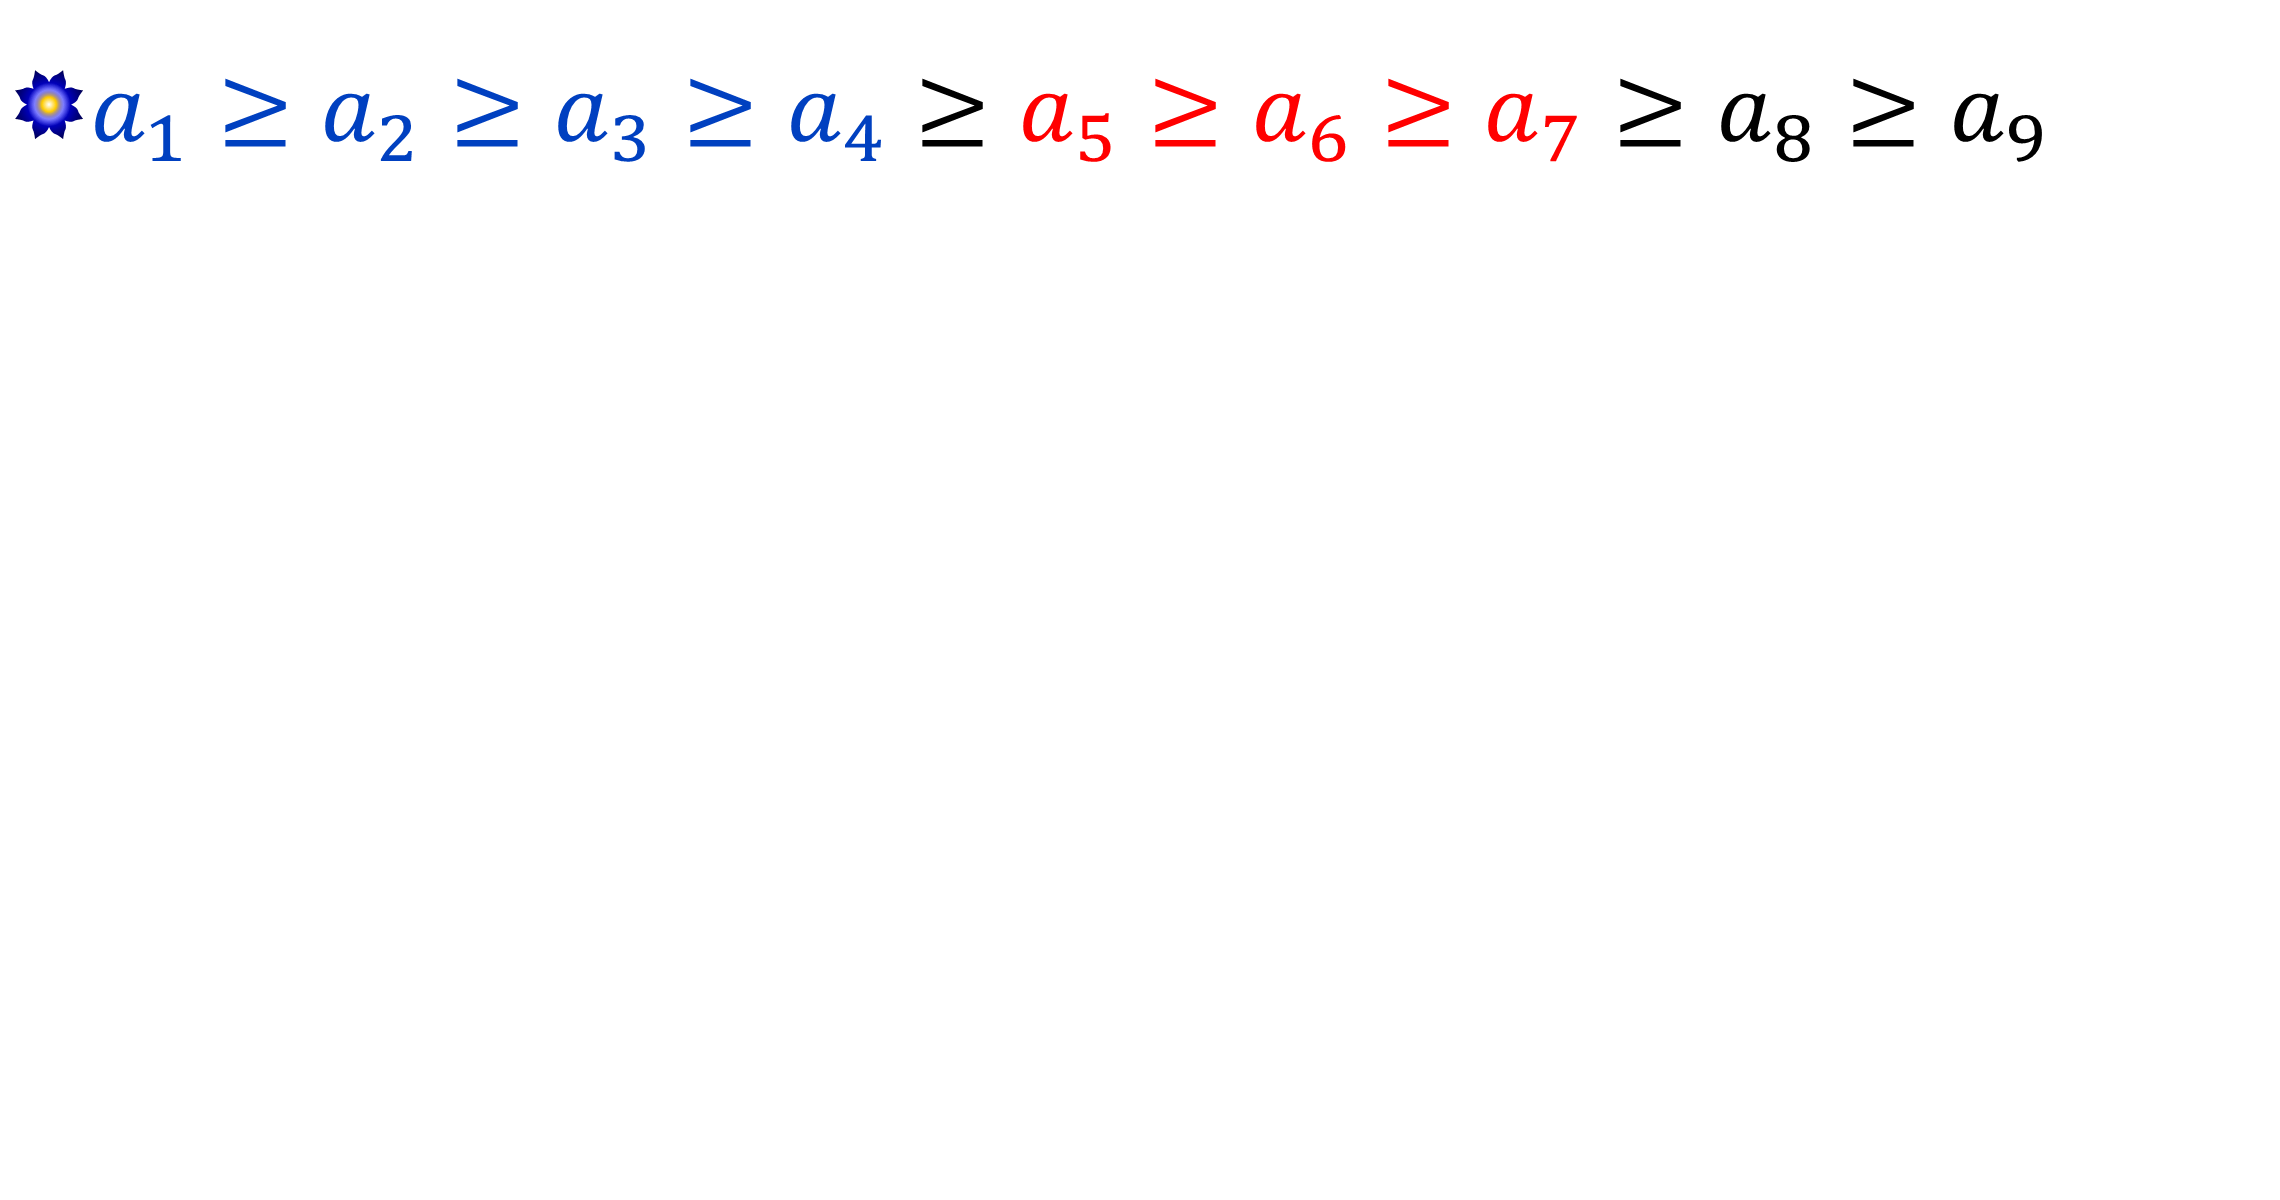 a₁ ≥ a₂ ≥ a₃ ≥ a₄ ≥ a₅ ≥ a₆ ≥ a₇ ≥ a₈ ≥ a₉